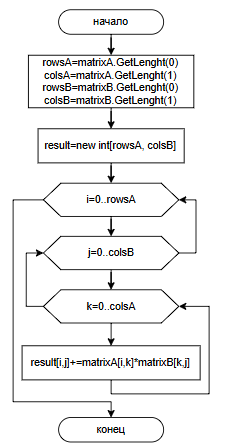 начало
rowsA=matrixA.GetLenght(0)
colsA=matrixA.GetLenght(1)
rowsB=matrixB.GetLenght(0)
colsB=matrixB.GetLenght(1)
result=new int[rowsA, colsB]
i=0..rowsA
j=0..colsB
k=0..colsA
result[i,j]+=matrixA[i,k]*matrixB[k,j]
конец